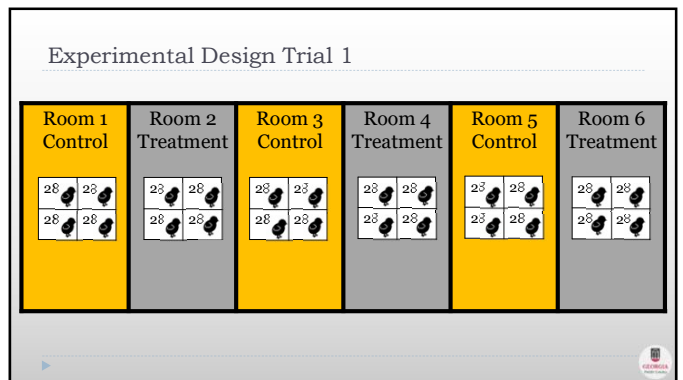 Experimental Design Trial 1
Room 1
Control
28 28
28 28
Room 2
Treatment
28 28
28 28
Room 3
Control
28 28
28 28
Room 4
Treatment
28 28
28 28
Room 5
Control
28 28
28 28
Room 6
Treatment
28 28
28 28
GEORGIA